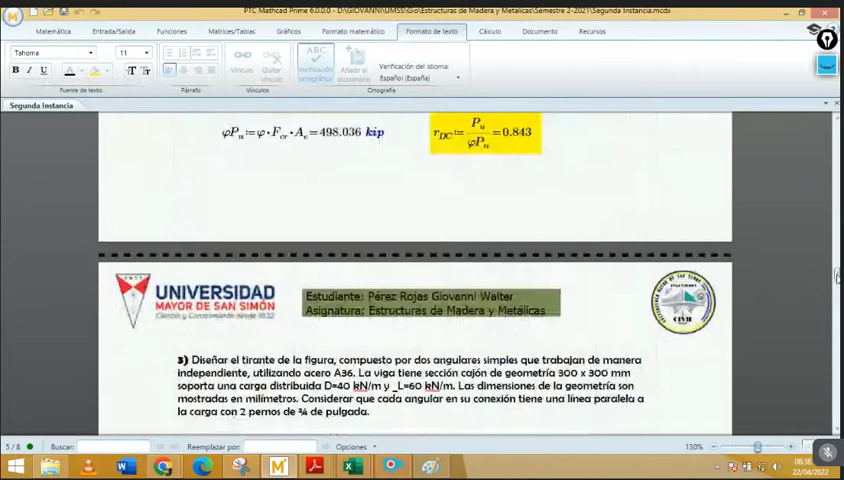 PTC Mathcad Prime 6.0.0.0 - D:\GIOVANNI\UMSS\Gio\Estructuras de Madera y Metalicas\Semestre 2-2021\Segunda Instancia.mcdx
Matemática Entrada/Salida Funciones Matrices/Tablas Formato matemático Formato de texto Cálculo Documento Recursos
Tahoma 11
Vínculo Quitar vínculo
ABC Verificación ortográfica Añadir al diccionario
Verificación del idioma:
Español (España)
Fuente de texto Párrafo Vínculos Ortografía
Segunda Instancia
φPn:=φ·Fcr·Ae=498.036 kip
rDC:=Pu/φPn=0.843
UNIVERSIDAD
MAYOR DE SAN SIMÓN
Ciencia y Conocimiento desde 1832
Estudiante: Pérez Rojas Giovanni Walter
Asignatura: Estructuras de Madera y Metálicas
CIVIL
3) Diseñar el tirante de la figura, compuesto por dos angulares simples que trabajan de manera
independiente, utilizando acero A36. La viga tiene sección cajón de geometría 300 x 300 mm
soporta una carga distribuida D=40 kN/m y _L=60 kN/m. Las dimensiones de la geometría son
mostradas en milímetros. Considerar que cada angular en su conexión tiene una línea paralela a
la carga con 2 pernos de ¾ de pulgada.
5 / 8 Buscar: Reemplazar por: Opciones 130%
08:38
22/04/2022